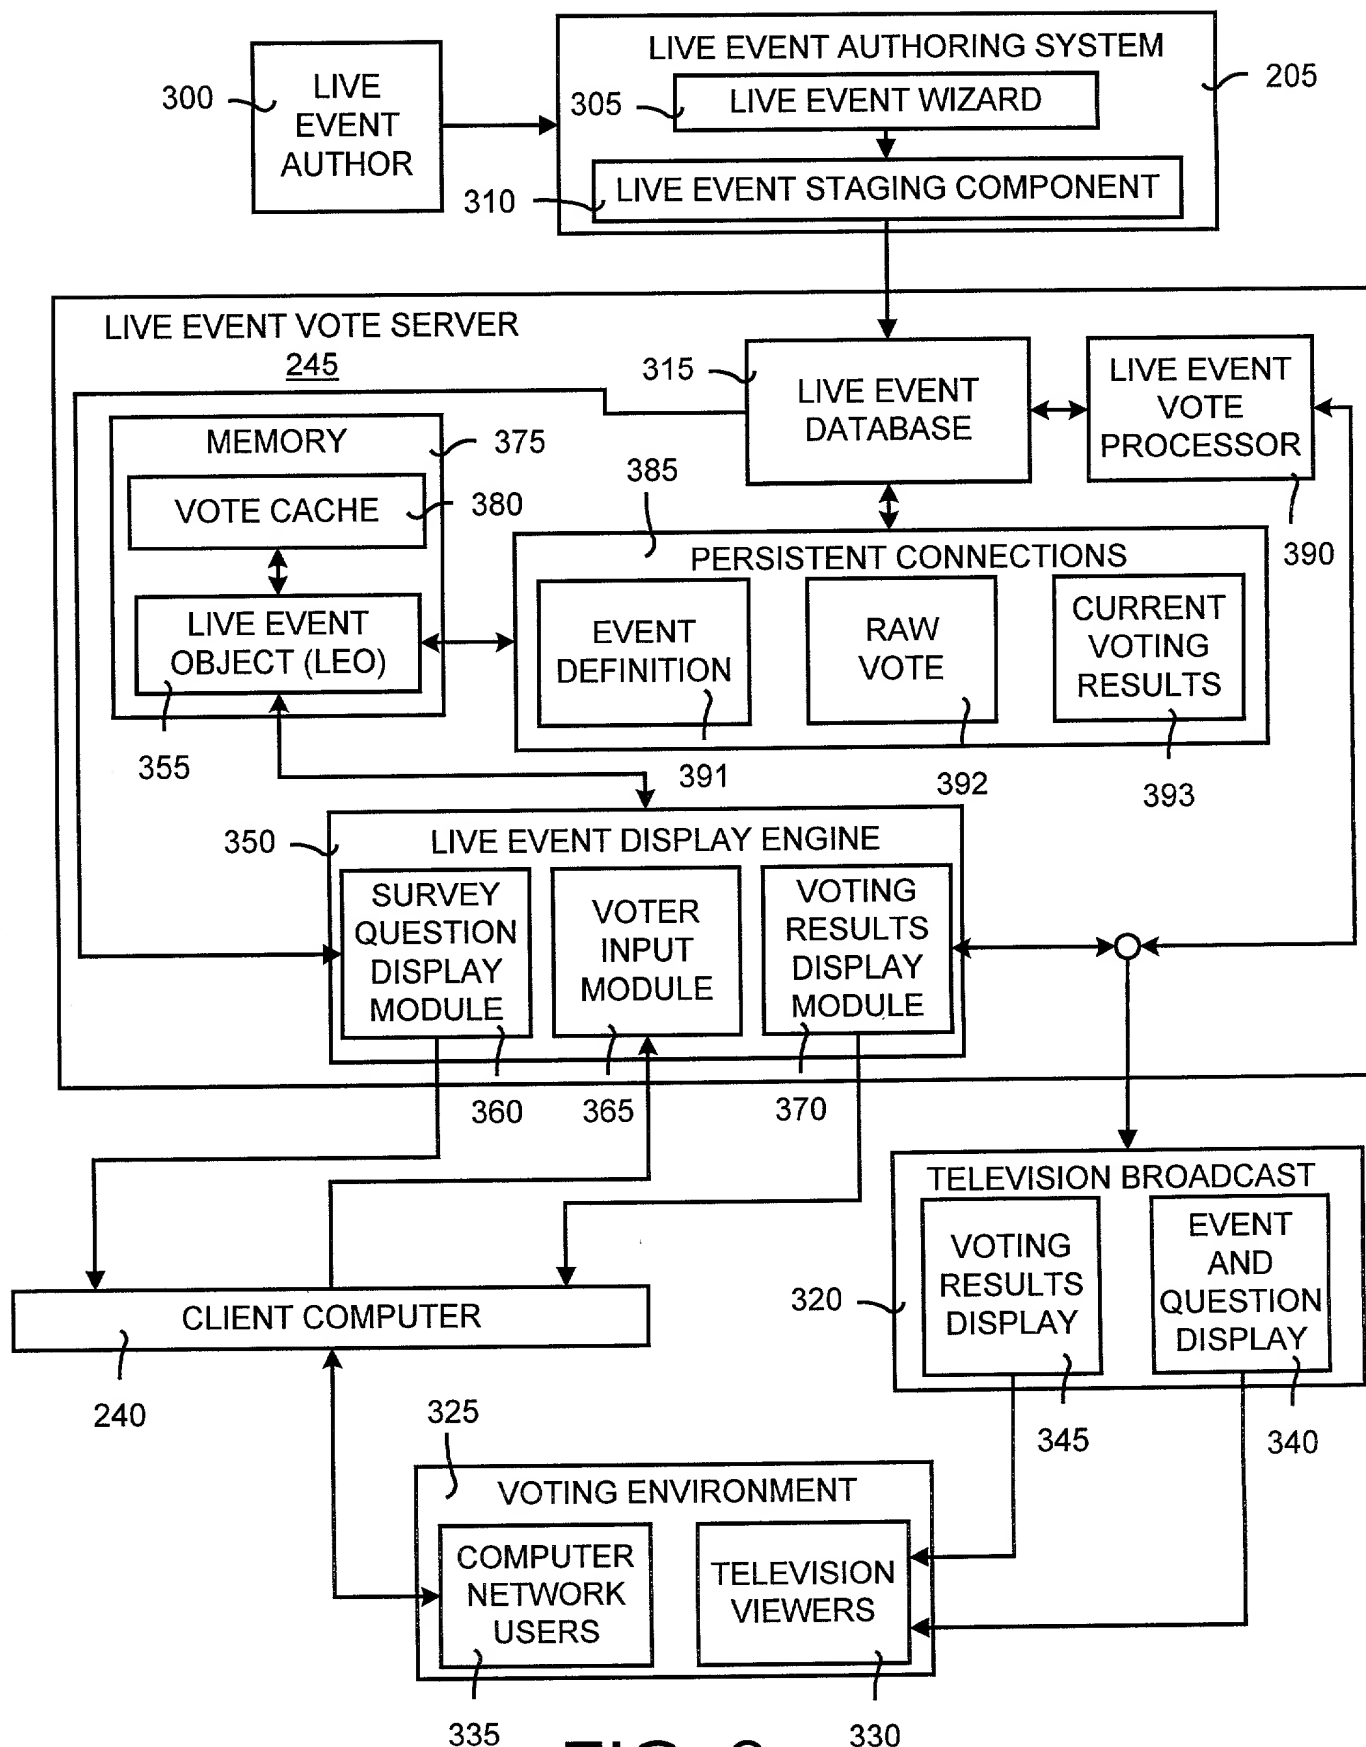 LIVE EVENT AUTHORING SYSTEM
205
300
LIVE
EVENT
AUTHOR
305
LIVE EVENT WIZARD
310
LIVE EVENT STAGING COMPONENT
LIVE EVENT VOTE SERVER
245
315
LIVE EVENT
DATABASE
LIVE EVENT
VOTE
PROCESSOR
390
MEMORY
375
VOTE CACHE
380
LIVE EVENT
OBJECT (LEO)
355
385
PERSISTENT CONNECTIONS
EVENT
DEFINITION
391
RAW
VOTE
392
CURRENT
VOTING
RESULTS
393
350
LIVE EVENT DISPLAY ENGINE
SURVEY
QUESTION
DISPLAY
MODULE
360
VOTER
INPUT
MODULE
365
VOTING
RESULTS
DISPLAY
MODULE
370
TELEVISION BROADCAST
320
VOTING
RESULTS
DISPLAY
345
EVENT
AND
QUESTION
DISPLAY
340
CLIENT COMPUTER
240
325
VOTING ENVIRONMENT
COMPUTER
NETWORK
USERS
335
TELEVISION
VIEWERS
330